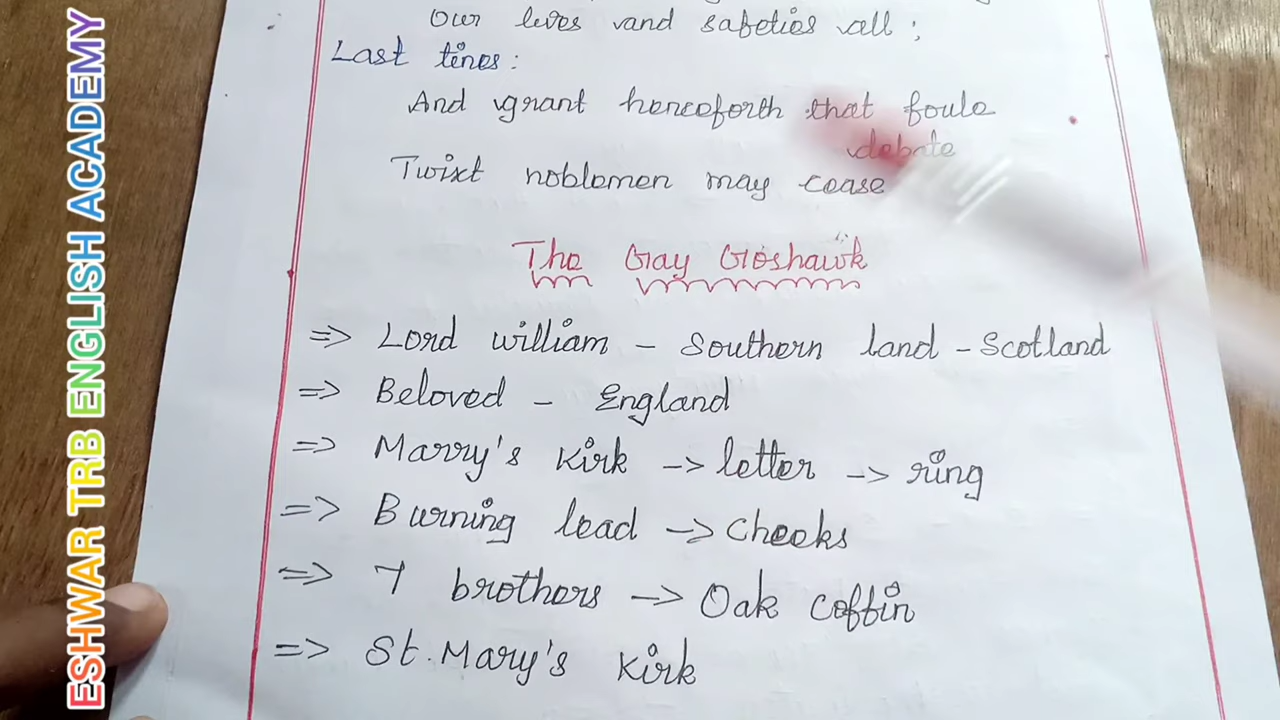 ESHWAR TRB ENGLISH ACADEMY
Our lives and safeties all ;
Last lines :
And grant henceforth that foule
debate
Twixt noblemen may cease
The Gay Goshawk
=> Lord william - Southern land - Scotland
=> Beloved - England
=> Marry's Kirk -> letter -> ring
=> Burning lead -> Cheeks
=> 7 brothers -> Oak Coffin
=> St. Mary's Kirk